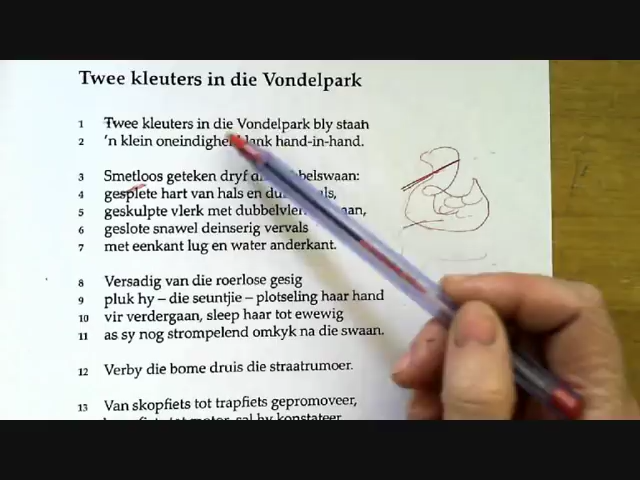 Twee kleuters in die Vondelpark
1 Twee kleuters in die Vondelpark bly staan
2 'n klein oneindigheid lank hand-in-hand.
3 Smetloos geteken dryf
4 gesplete hart van hals en
5 geskulpte vlerk met
6 geslote snawel deinserig vervals
7 met eenkant lug en water anderkant.
8 Versadig van die roerlose gesig
9 pluk hy – die seuntjie – plotseling haar hand
10 vir verdergaan, sleep haar tot ewewig
11 as sy nog strompelend omkyk na die swaan.
12 Verby die bome druis die straatrumoer.
13 Van skopfiets tot trapfiets gepromoveer,